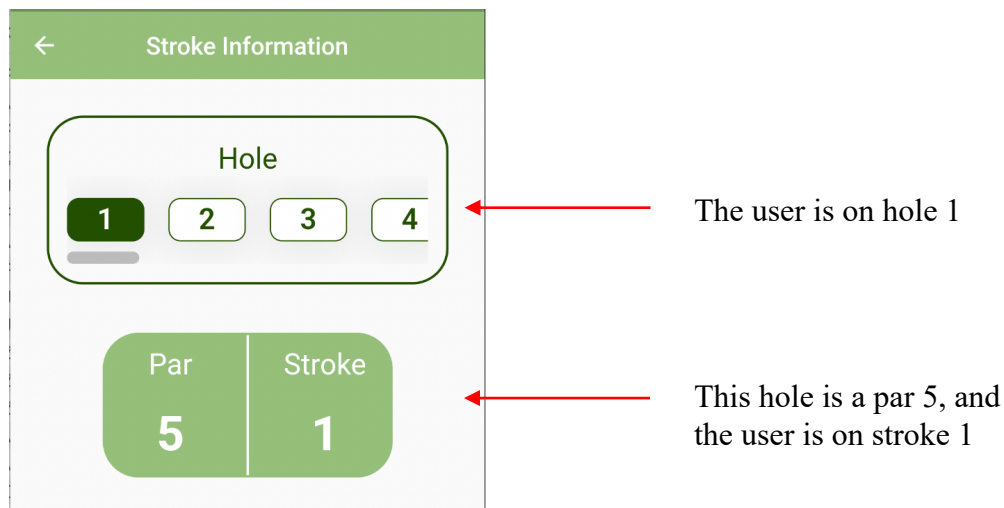 Stroke Information
Hole
1 2 3 4
The user is on hole 1
Par Stroke
5 1
This hole is a par 5, and
the user is on stroke 1